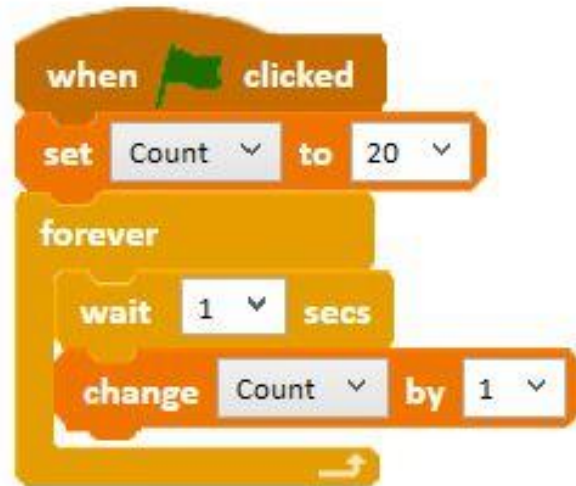 when clicked
set Count to 20
forever
wait 1 secs
change Count by 1